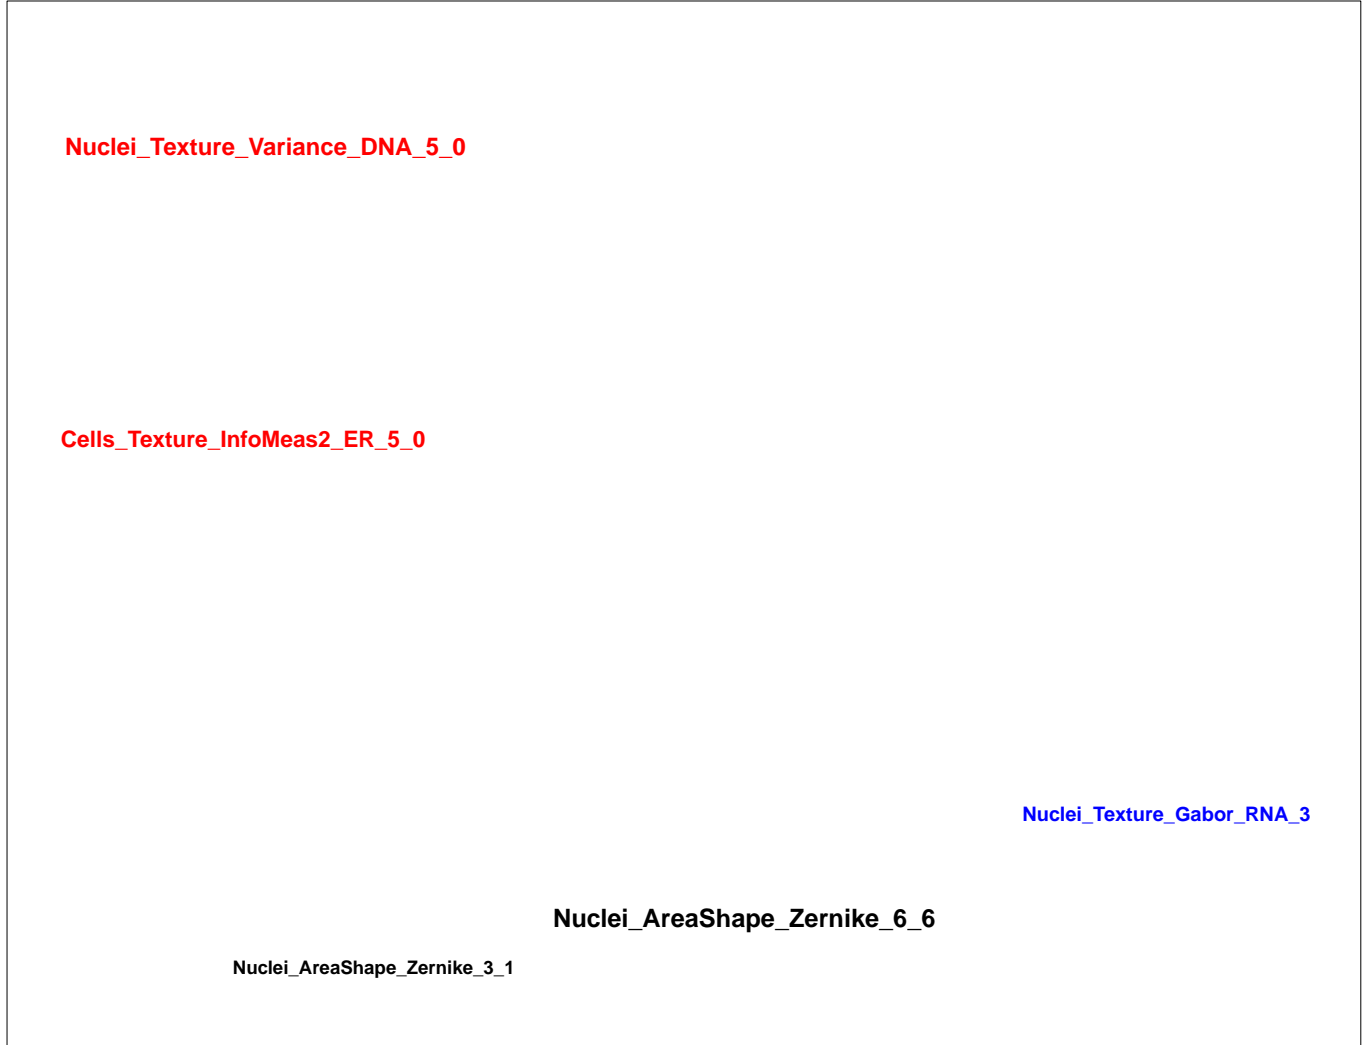 Nuclei_Texture_Variance_DNA_5_0
Cells_Texture_InfoMeas2_ER_5_0
Nuclei_Texture_Gabor_RNA_3
Nuclei_AreaShape_Zernike_6_6
Nuclei_AreaShape_Zernike_3_1